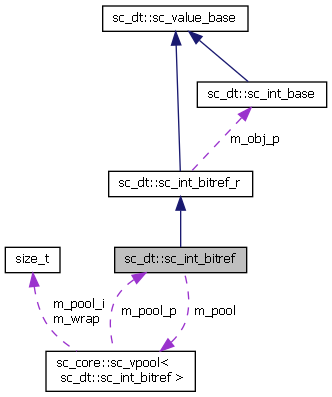 sc_dt::sc_value_base
sc_dt::sc_int_base
m_obj_p
sc_dt::sc_int_bitref_r
size_t
sc_dt::sc_int_bitref
m_pool_i
m_wrap
m_pool_p
m_pool
sc_core::sc_vpool<
sc_dt::sc_int_bitref >